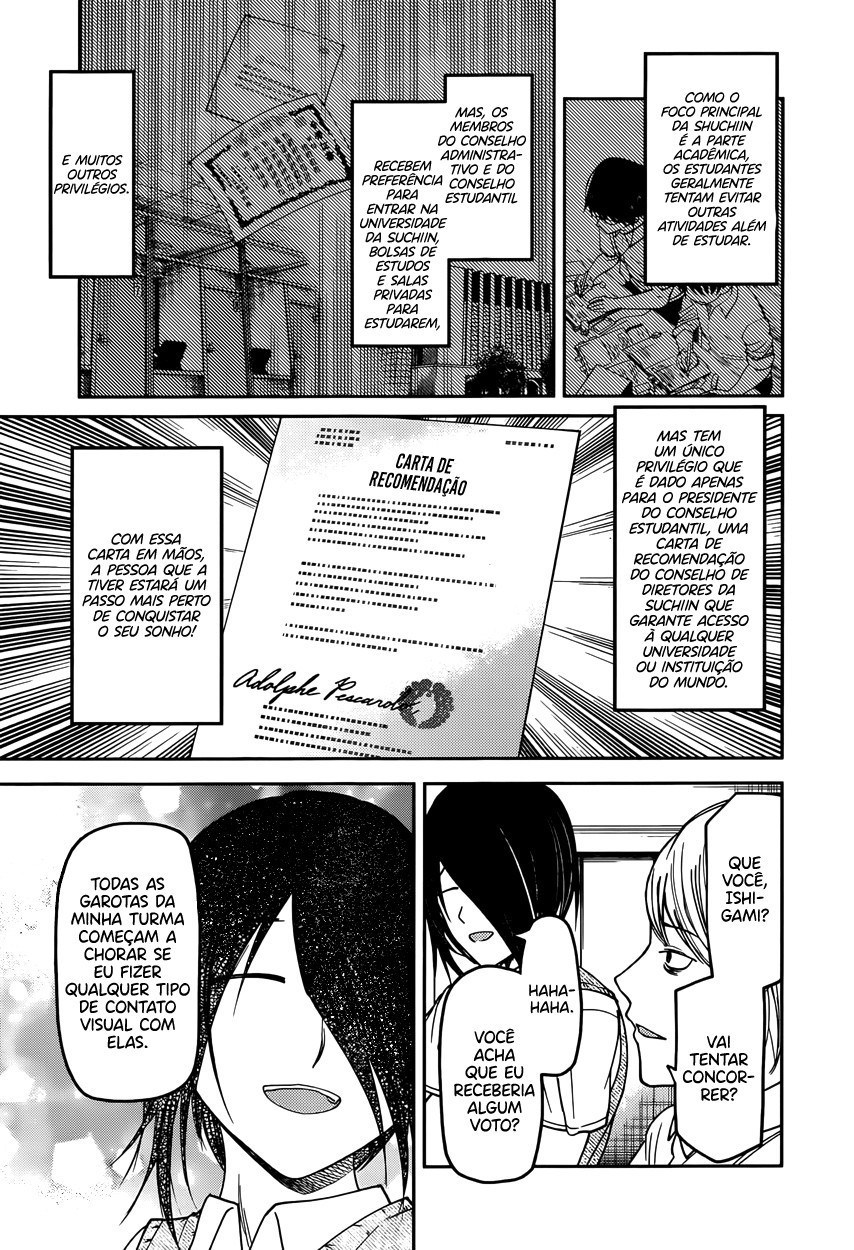 COMO O
FOCO PRINCIPAL
DA SHUCHIIN
É A PARTE
ACADÊMICA,
OS ESTUDANTES
GERALMENTE
TENTAM EVITAR
OUTRAS
ATIVIDADES ALÉM
DE ESTUDAR.
MAS, OS
MEMBROS
DO CONSELHO
ADMINISTRA-
TIVO E DO
CONSELHO
ESTUDANTIL
RECEBEM
PREFERÊNCIA
PARA
ENTRAR NA
UNIVERSIDADE
DA SUCHIIN,
BOLSAS DE
ESTUDOS
E SALAS
PRIVADAS
PARA
ESTUDAREM,
E MUITOS
OUTROS
PRIVILÉGIOS.
MAS TEM
UM ÚNICO
PRIVILÉGIO QUE
É DADO APENAS
PARA O PRESIDENTE
DO CONSELHO
ESTUDANTIL, UMA
CARTA DE
RECOMENDAÇÃO
DO CONSELHO DE
DIRETORES DA
SUCHIIN QUE
GARANTE ACESSO
À QUALQUER
UNIVERSIDADE
OU INSTITUIÇÃO
DO MUNDO.
CARTA DE
RECOMENDAÇÃO
Adolphe Pescarolo
COM ESSA
CARTA EM MÃOS,
A PESSOA QUE A
TIVER ESTARÁ UM
PASSO MAIS PERTO
DE CONQUISTAR
O SEU SONHO!
QUE
VOCÊ,
ISHI-
GAMI?
VAI
TENTAR
CONCOR-
RER?
HAHA-
HAHA.
VOCÊ
ACHA
QUE EU
RECEBERIA
ALGUM
VOTO?
TODAS AS
GAROTAS DA
MINHA TURMA
COMEÇAM A
CHORAR SE
EU FIZER
QUALQUER TIPO
DE CONTATO
VISUAL COM
ELAS.